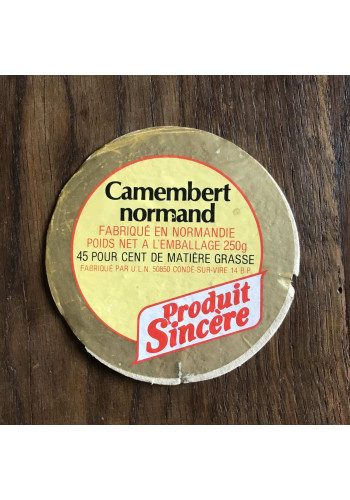 Camembert
normand
FABRIQUÉ EN NORMANDIE
POIDS NET A L'EMBALLAGE 250g
45 POUR CENT DE MATIÈRE GRASSE
FABRIQUÉ PAR U.L.N. 50850 CONDÉ-SUR-VIRE 14 B.P.
Produit
Sincère